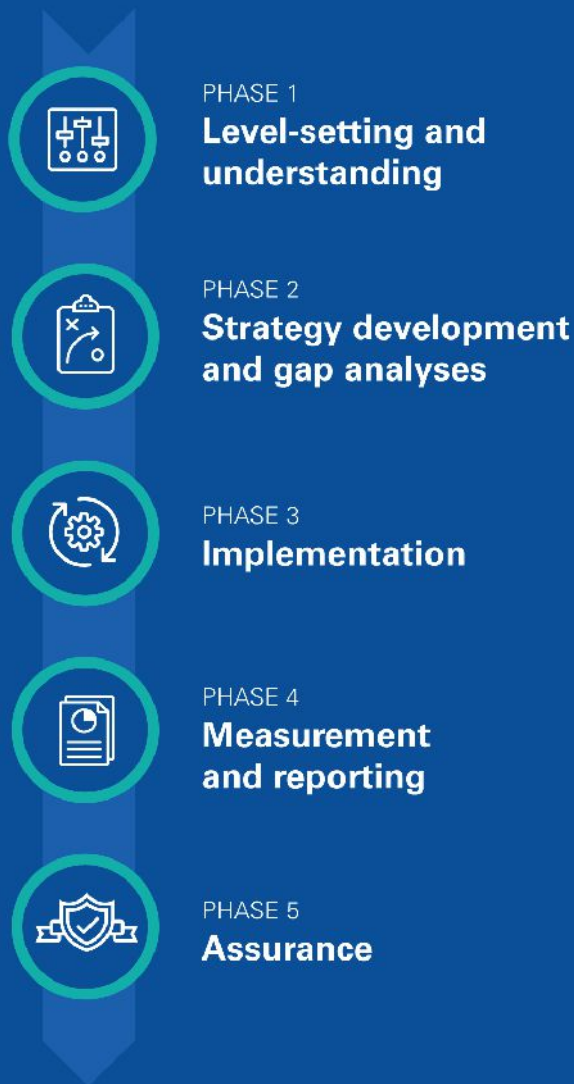 PHASE 1
Level-setting and
understanding
PHASE 2
Strategy development
and gap analyses
PHASE 3
Implementation
PHASE 4
Measurement
and reporting
PHASE 5
Assurance